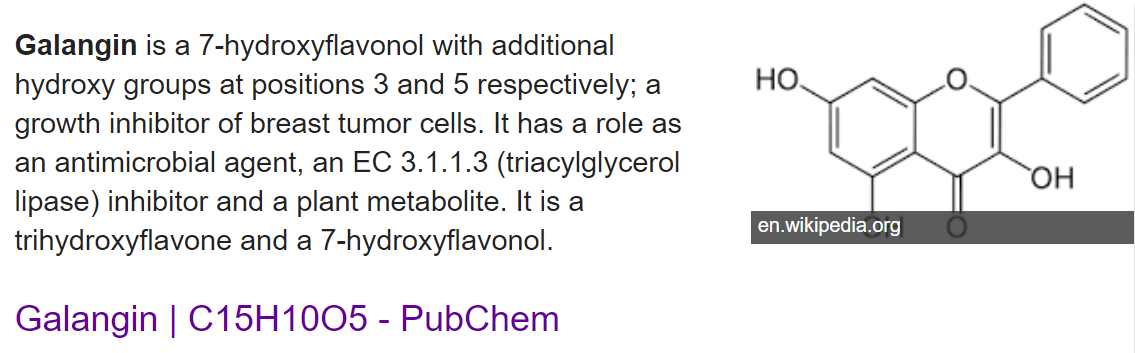 Galangin is a 7-hydroxyflavonol with additional
hydroxy groups at positions 3 and 5 respectively; a
growth inhibitor of breast tumor cells. It has a role as
an antimicrobial agent, an EC 3.1.1.3 (triacylglycerol
lipase) inhibitor and a plant metabolite. It is a
trihydroxyflavone and a 7-hydroxyflavonol.
Galangin | C15H10O5 - PubChem
HO
O
OH
OH
O
en.wikipedia.org